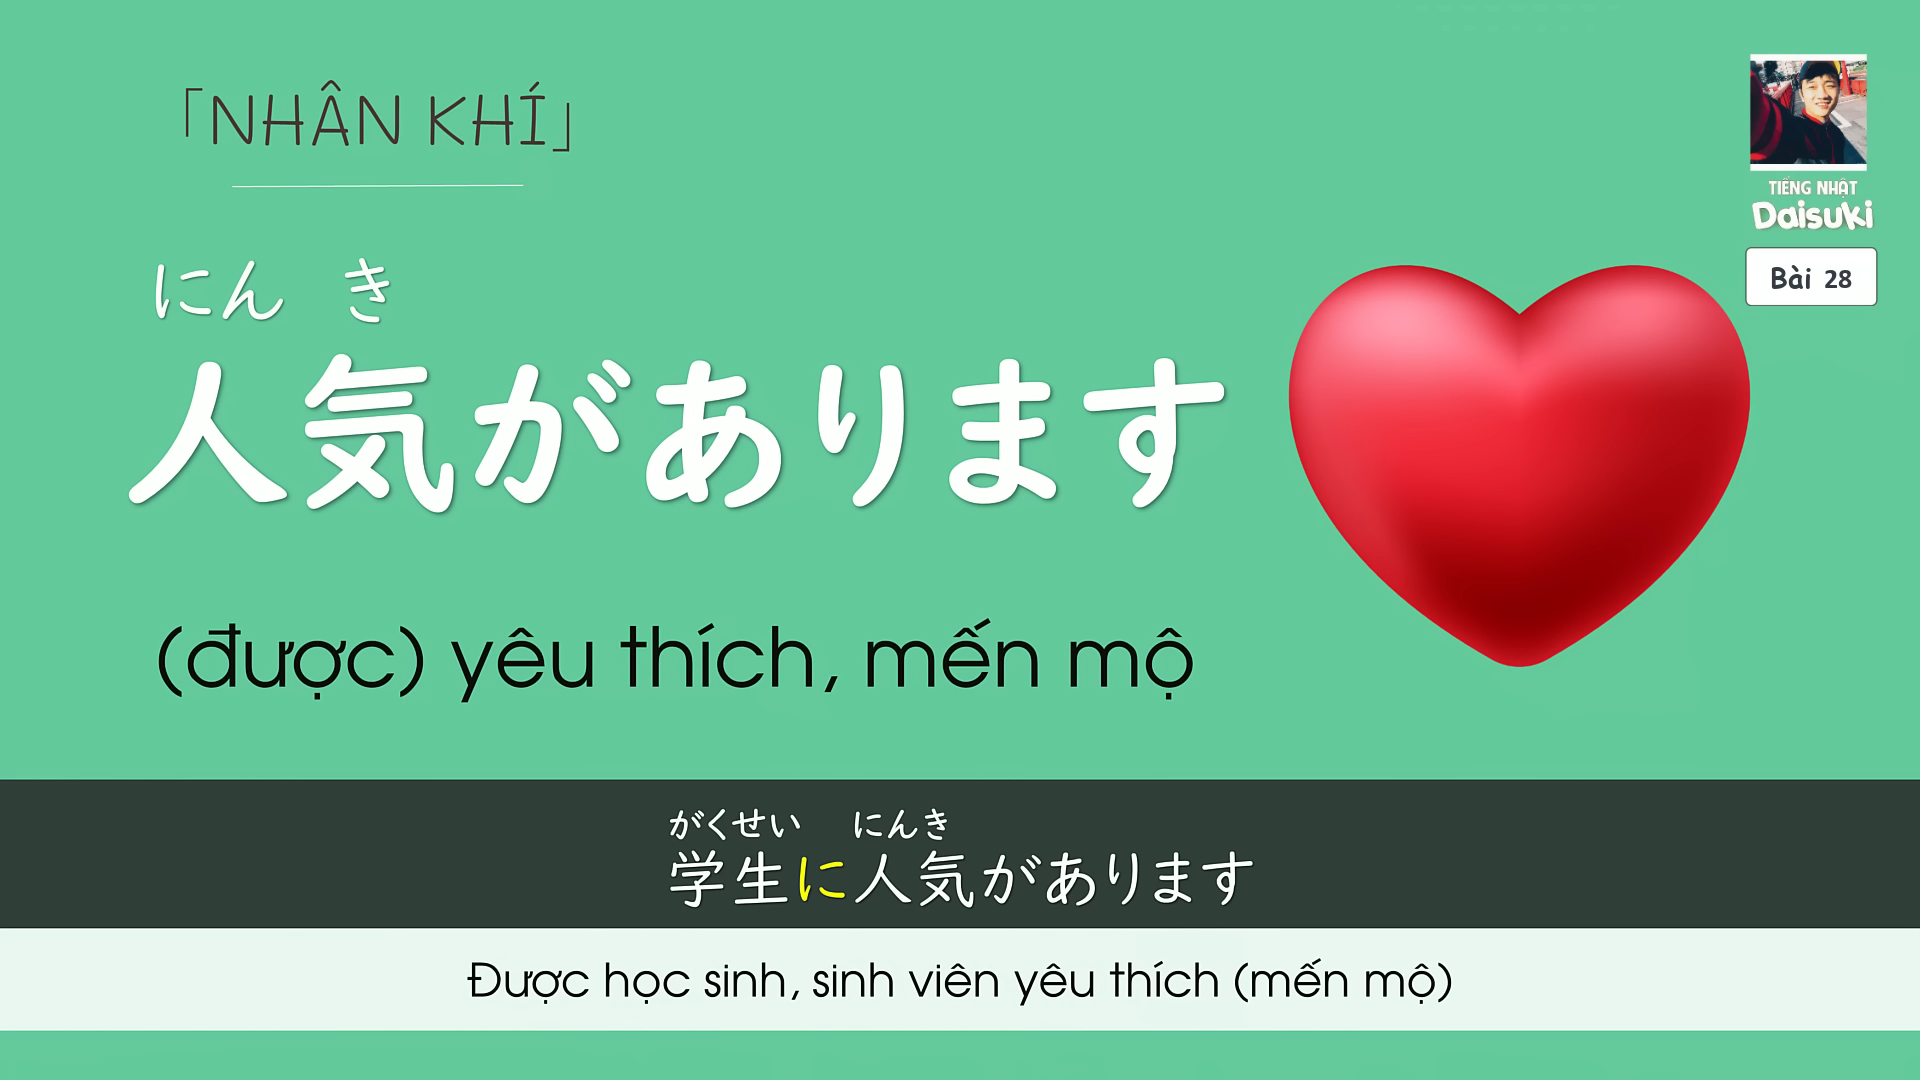 「NHÂN KHÍ」
TIẾNG NHẬT
Daisuki
Bài 28
にん き
人気があります
(được) yêu thích, mến mộ
がくせい にんき
学生に人気があります
Được học sinh, sinh viên yêu thích (mến mộ)